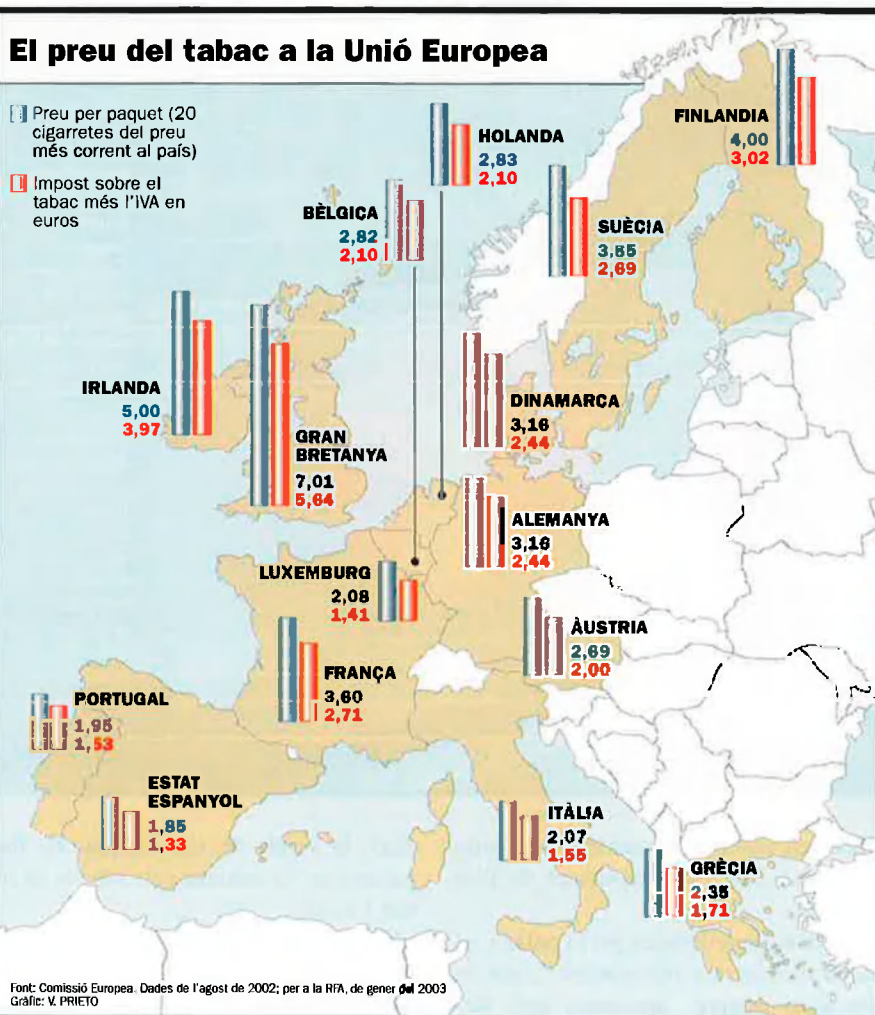 El preu del tabac a la Unió Europea
Preu per paquet (20
cigarretes del preu
més corrent al país)
Impost sobre el
tabac més l'IVA en
euros
FINLANDIA
4,00
3,02
HOLANDA
2,83
2,10
BÈLGICA
2,82
2,10
SUÈCIA
3,85
2,69
IRLANDA
5,00
3,97
GRAN
BRETANYA
7,01
5,64
DINAMARCA
3,16
2,44
ALEMANYA
3,16
2,44
LUXEMBURG
2,08
1,41
ÀUSTRIA
2,69
2,00
FRANÇA
3,60
2,71
PORTUGAL
1,95
1,53
ESTAT
ESPANYOL
1,85
1,33
ITÀLIA
2,07
1,55
GRÈCIA
2,35
1,71
Font: Comissió Europea. Dades de l'agost de 2002; per a la RFA, de gener del 2003
Gràfic: V. PRIETO